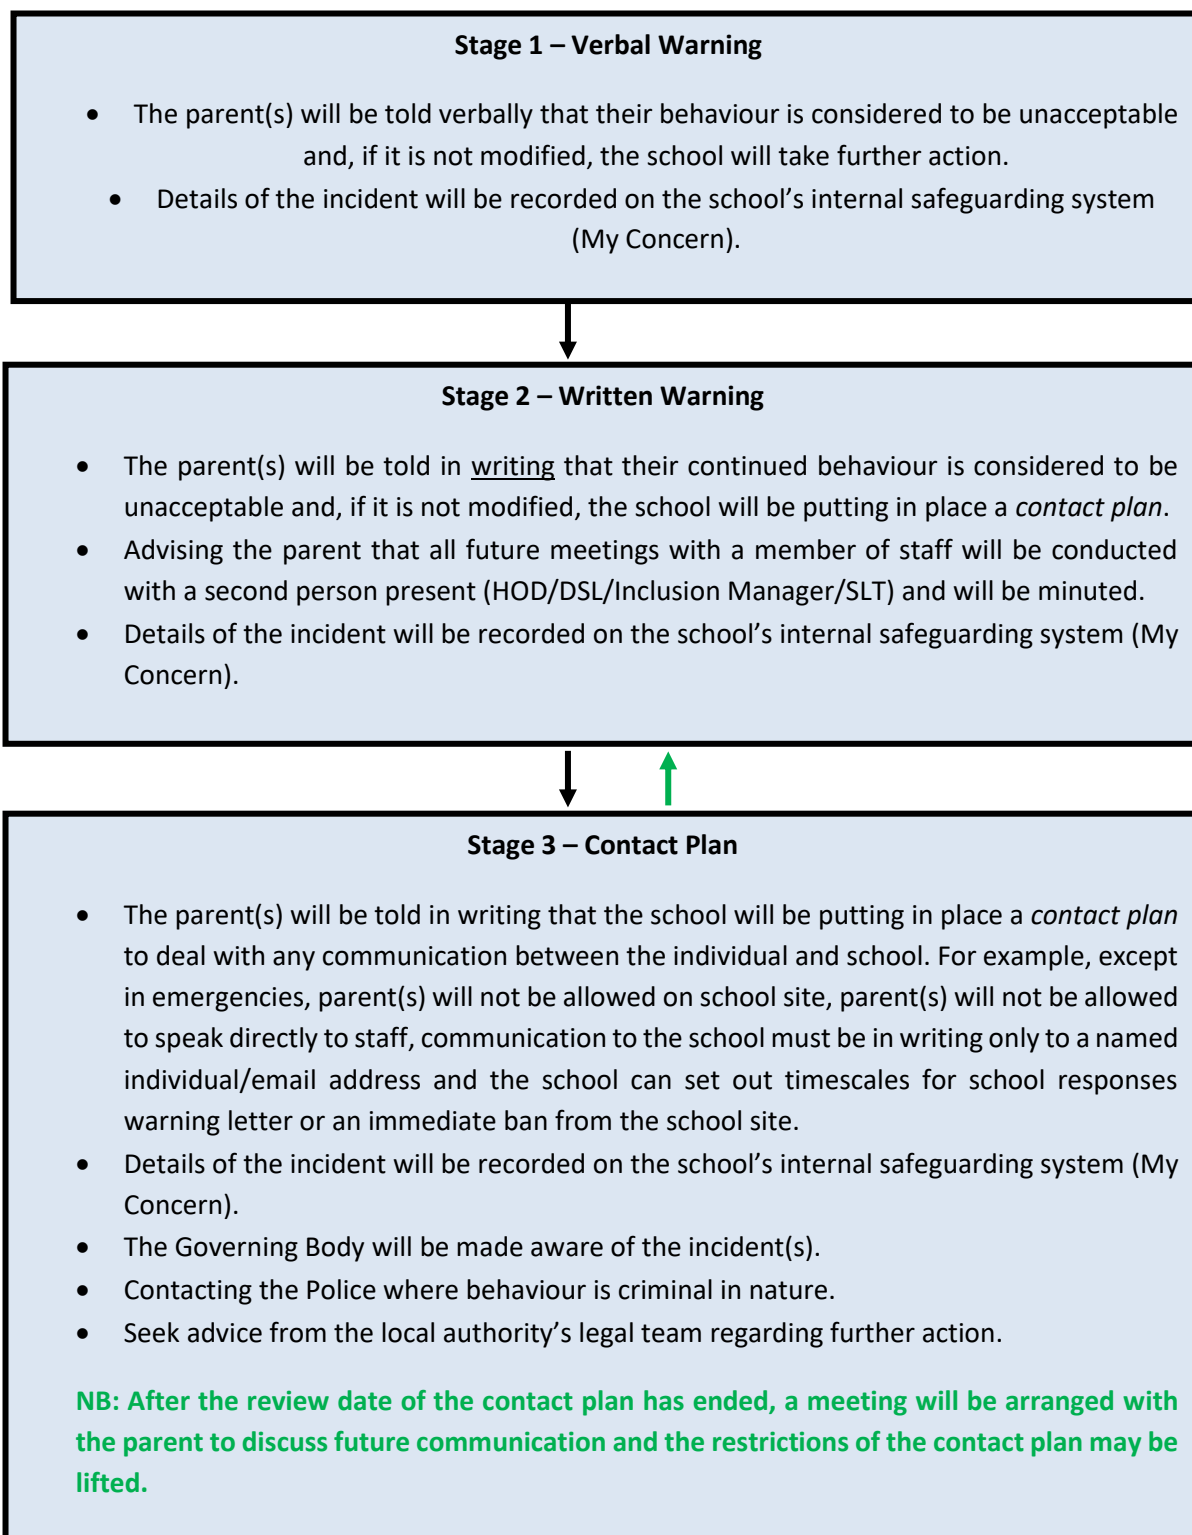 Stage 1 – Verbal Warning
• The parent(s) will be told verbally that their behaviour is considered to be unacceptable
and, if it is not modified, the school will take further action.
• Details of the incident will be recorded on the school’s internal safeguarding system
(My Concern).
Stage 2 – Written Warning
• The parent(s) will be told in writing that their continued behaviour is considered to be
unacceptable and, if it is not modified, the school will be putting in place a contact plan.
• Advising the parent that all future meetings with a member of staff will be conducted
with a second person present (HOD/DSL/Inclusion Manager/SLT) and will be minuted.
• Details of the incident will be recorded on the school’s internal safeguarding system (My
Concern).
Stage 3 – Contact Plan
• The parent(s) will be told in writing that the school will be putting in place a contact plan
to deal with any communication between the individual and school. For example, except
in emergencies, parent(s) will not be allowed on school site, parent(s) will not be allowed
to speak directly to staff, communication to the school must be in writing only to a named
individual/email address and the school can set out timescales for school responses
warning letter or an immediate ban from the school site.
• Details of the incident will be recorded on the school’s internal safeguarding system (My
Concern).
• The Governing Body will be made aware of the incident(s).
• Contacting the Police where behaviour is criminal in nature.
• Seek advice from the local authority’s legal team regarding further action.
NB: After the review date of the contact plan has ended, a meeting will be arranged with
the parent to discuss future communication and the restrictions of the contact plan may be
lifted.